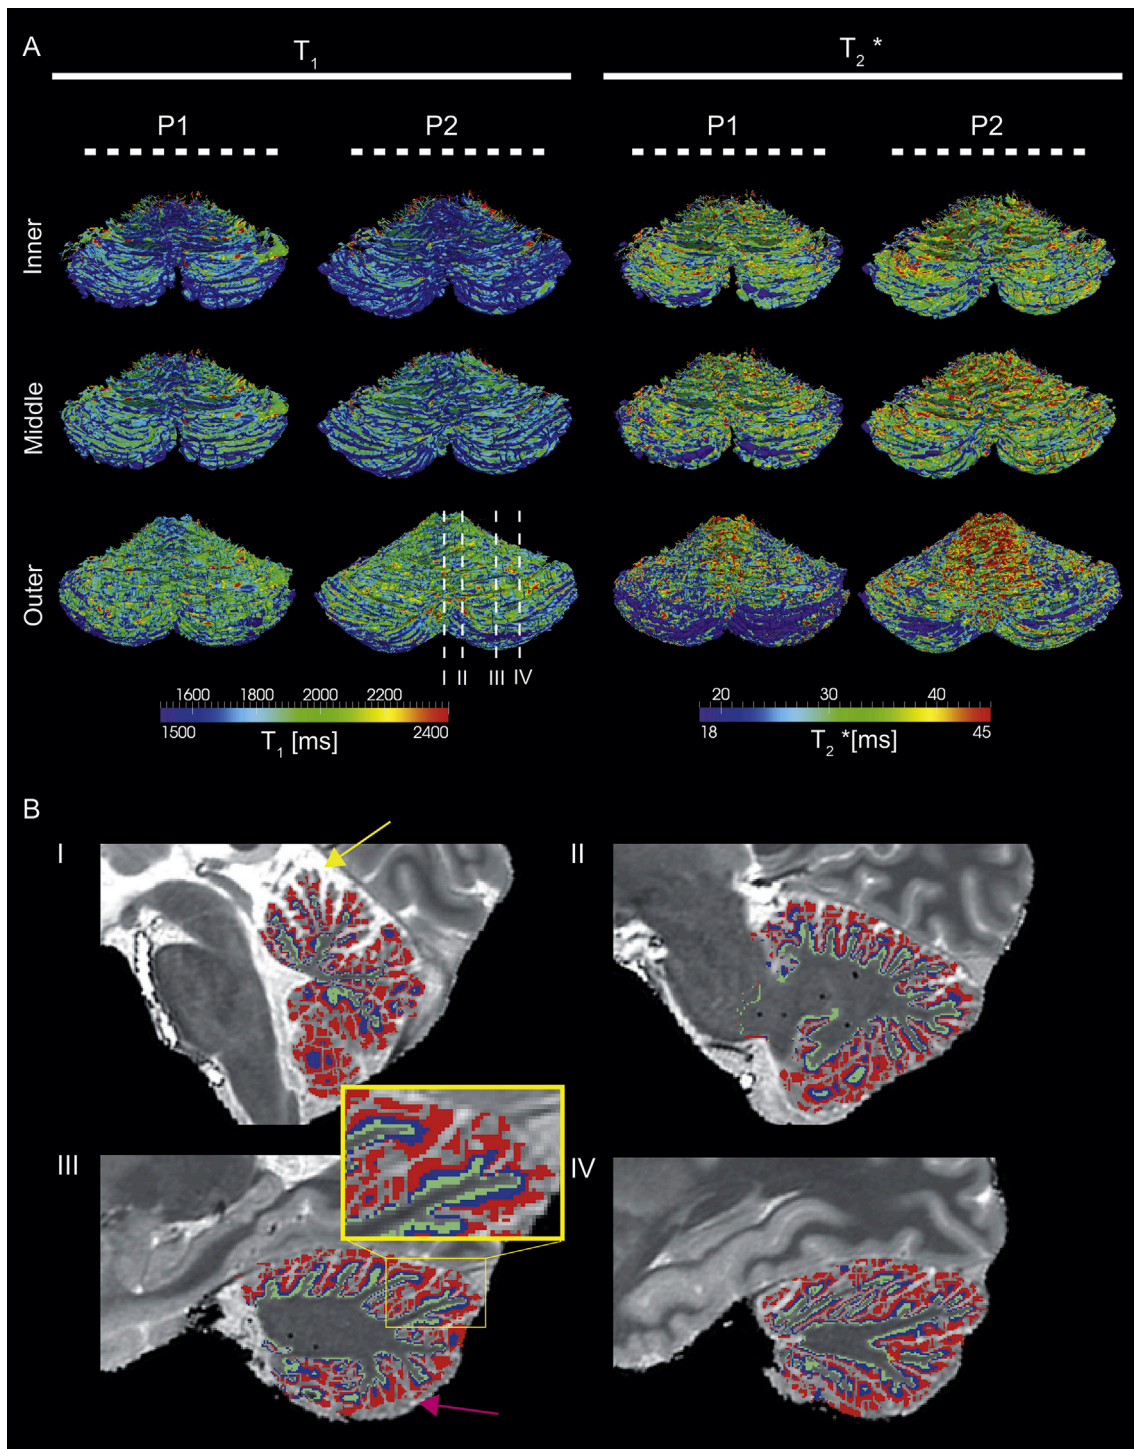 A
T1
T2 *
P1
P2
P1
P2
Inner
Middle
Outer
I II III IV
1600 1800 2000 2200
1500 2400
T1 [ms]
20 30 40
18 45
T2 *[ms]
B
I
II
III
IV